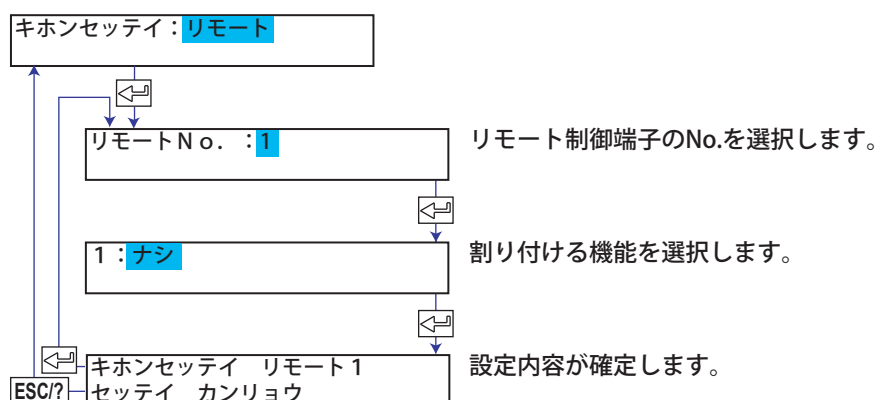 キホンセッテイ：リモート
リモートＮｏ．：1
リモート制御端子のNo.を選択します。
1：ナシ
割り付ける機能を選択します。
キホンセッテイ　リモート1
設定内容が確定します。
ESC/?
セッテイ　カンリョウ